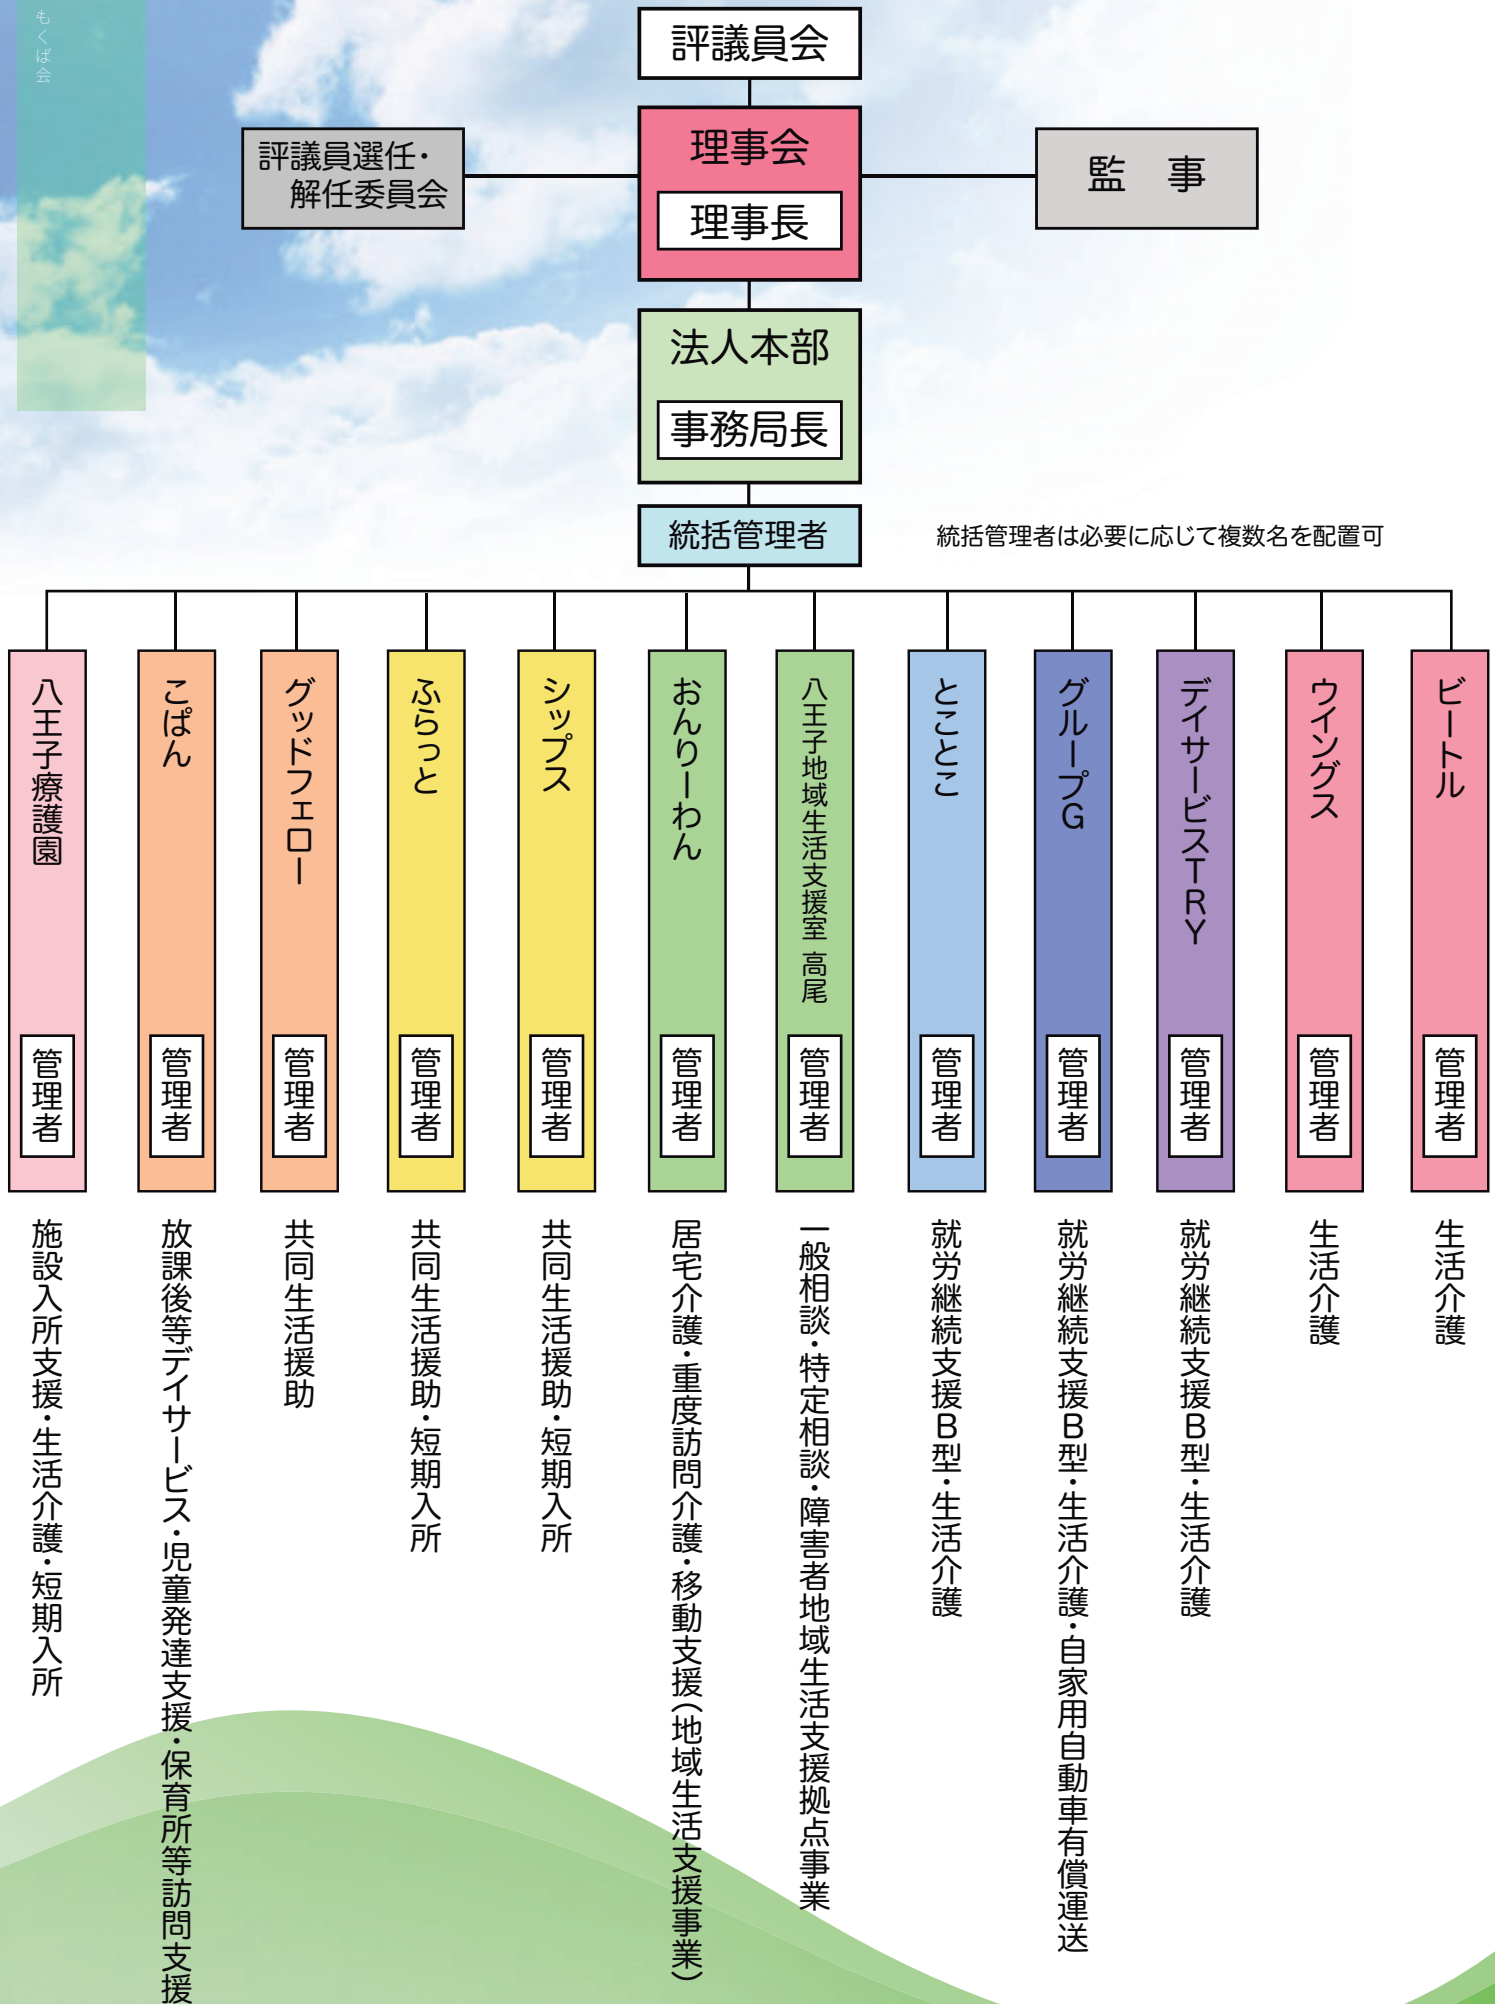 もくば会
評議員会
評議員選任・
解任委員会
理事会
理事長
監　事
法人本部
事務局長
統括管理者
統括管理者は必要に応じて複数名を配置可
八王子療護園
管理者
施設入所支援・生活介護・短期入所
こぱん
管理者
放課後等デイサービス・児童発達支援・保育所等訪問支援
グッドフェロー
管理者
共同生活援助
ふらっと
管理者
共同生活援助・短期入所
シップス
管理者
共同生活援助・短期入所
おんりーわん
管理者
居宅介護・重度訪問介護・移動支援（地域生活支援事業）
八王子地域生活支援室 高尾
管理者
一般相談・特定相談・障害者地域生活支援拠点事業
とことこ
管理者
就労継続支援B型・生活介護
グループG
管理者
就労継続支援B型・生活介護・自家用自動車有償運送
デイサービスTRY
管理者
就労継続支援B型・生活介護
ウイングス
管理者
生活介護
ビートル
管理者
生活介護